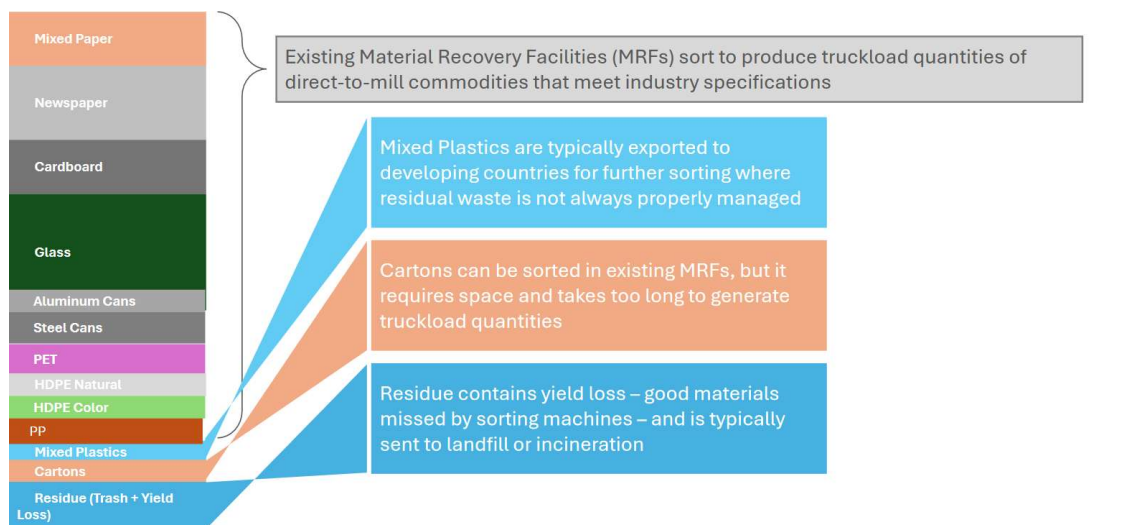 Mixed Paper
Newspaper
Cardboard
Glass
Aluminum Cans
Steel Cans
PET
HDPE Natural
HDPE Color
PP
Mixed Plastics
Cartons
Residue (Trash + Yield
Loss)
Existing Material Recovery Facilities (MRFs) sort to produce truckload quantities of
direct-to-mill commodities that meet industry specifications
Mixed Plastics are typically exported to
developing countries for further sorting where
residual waste is not always properly managed
Cartons can be sorted in existing MRFs, but it
requires space and takes too long to generate
truckload quantities
Residue contains yield loss – good materials
missed by sorting machines – and is typically
sent to landfill or incineration